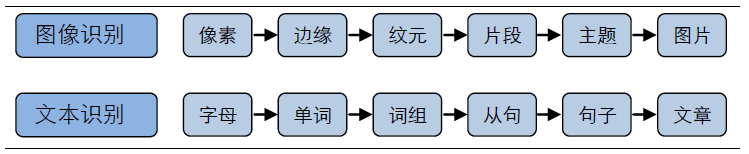 图像识别 像素 边缘 纹元 片段 主题 图片
文本识别 字母 单词 词组 从句 句子 文章